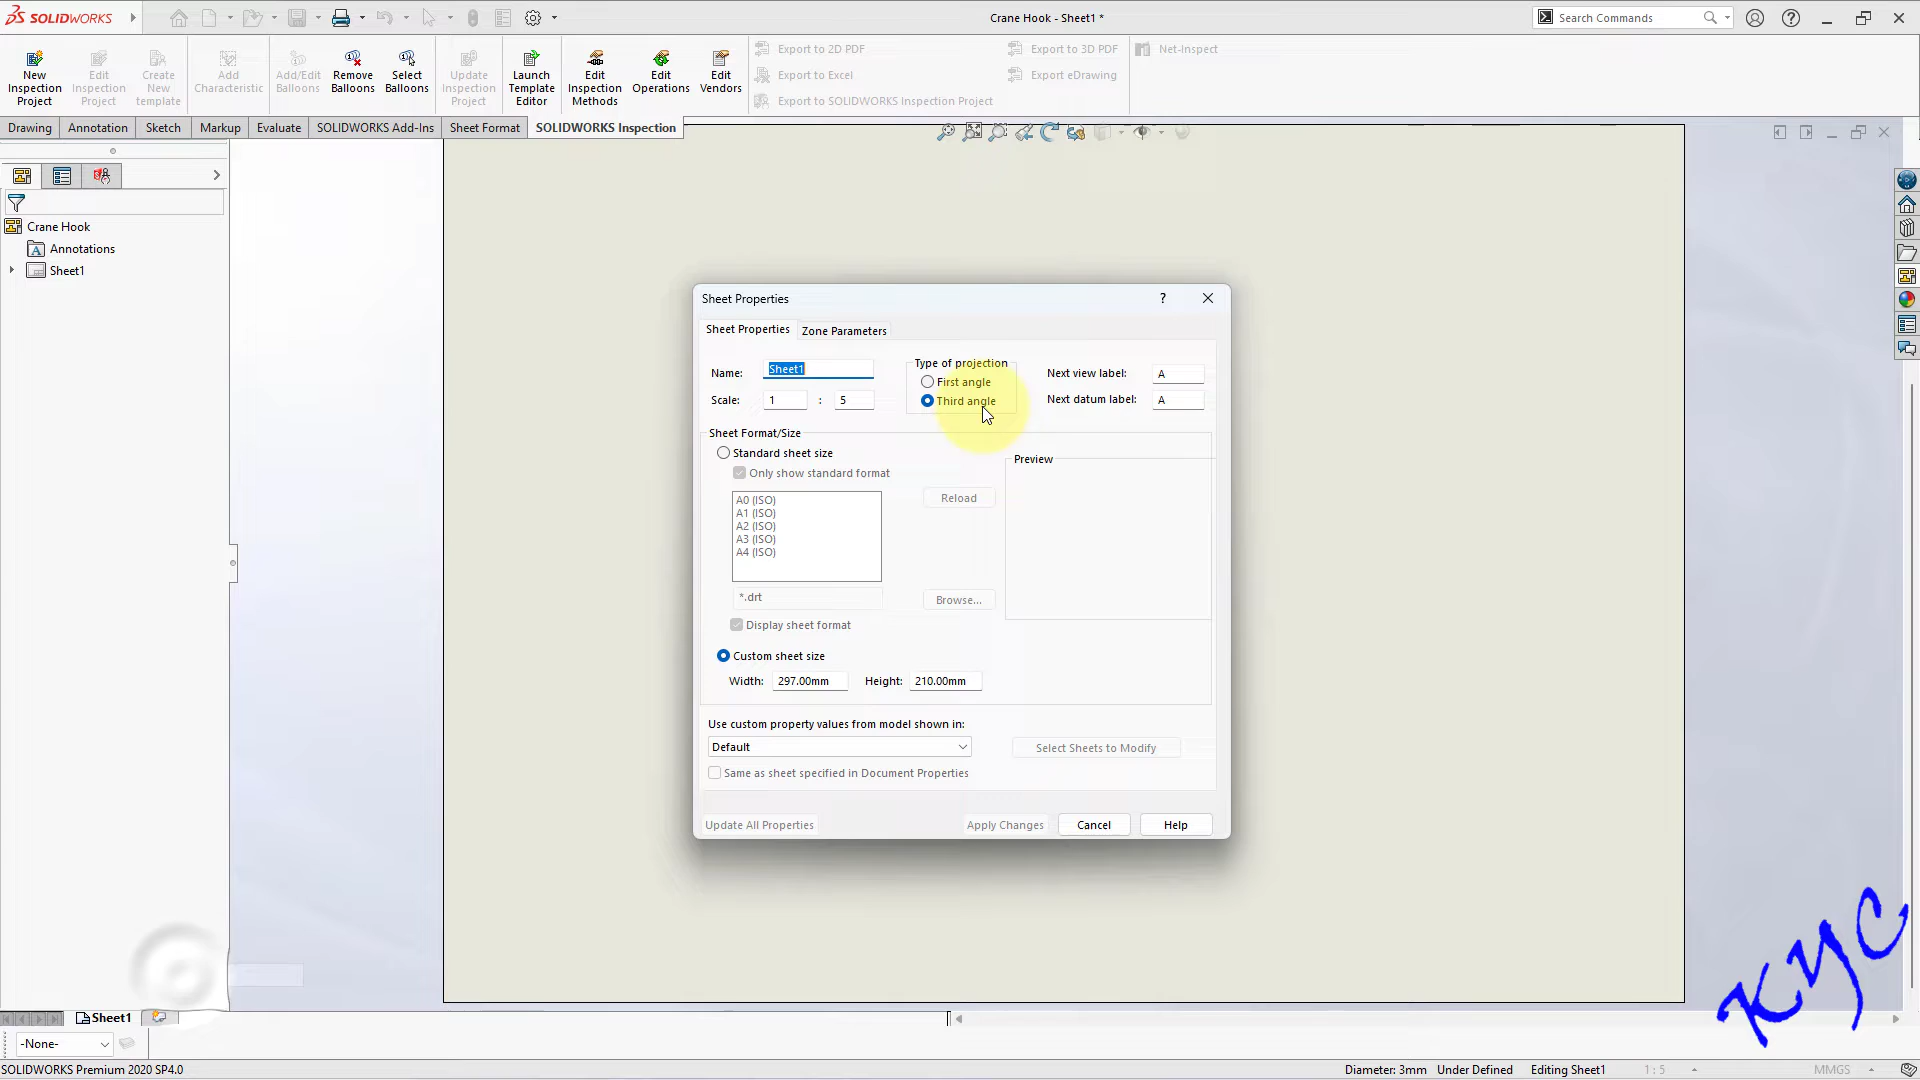 SOLIDWORKS
Crane Hook - Sheet1 *
Search Commands
New Inspection Project
Edit Inspection Project
Create New template
Add Characteristic
Add/Edit Balloons
Remove Balloons
Select Balloons
Update Inspection Project
Launch Template Editor
Edit Inspection Methods
Edit Operations
Edit Vendors
Export to 2D PDF
Export to Excel
Export to SOLIDWORKS Inspection Project
Export to 3D PDF
Export eDrawing
Net-Inspect
Drawing
Annotation
Sketch
Markup
Evaluate
SOLIDWORKS Add-Ins
Sheet Format
SOLIDWORKS Inspection
Crane Hook
Annotations
Sheet1
Sheet Properties
?
Sheet Properties
Zone Parameters
Name: Sheet1
Scale: 1 : 5
Type of projection
First angle
Third angle
Next view label: A
Next datum label: A
Sheet Format/Size
Standard sheet size
Only show standard format
A0 (ISO)
A1 (ISO)
A2 (ISO)
A3 (ISO)
A4 (ISO)
Reload
*.drt
Browse...
Display sheet format
Preview
Custom sheet size
Width: 297.00mm Height: 210.00mm
Use custom property values from model shown in:
Default
Select Sheets to Modify
Same as sheet specified in Document Properties
Update All Properties
Apply Changes
Cancel
Help
KYC
Sheet1
-None-
SOLIDWORKS Premium 2020 SP4.0
Diameter: 3mm
Under Defined
Editing Sheet1
1 : 5
MMGS